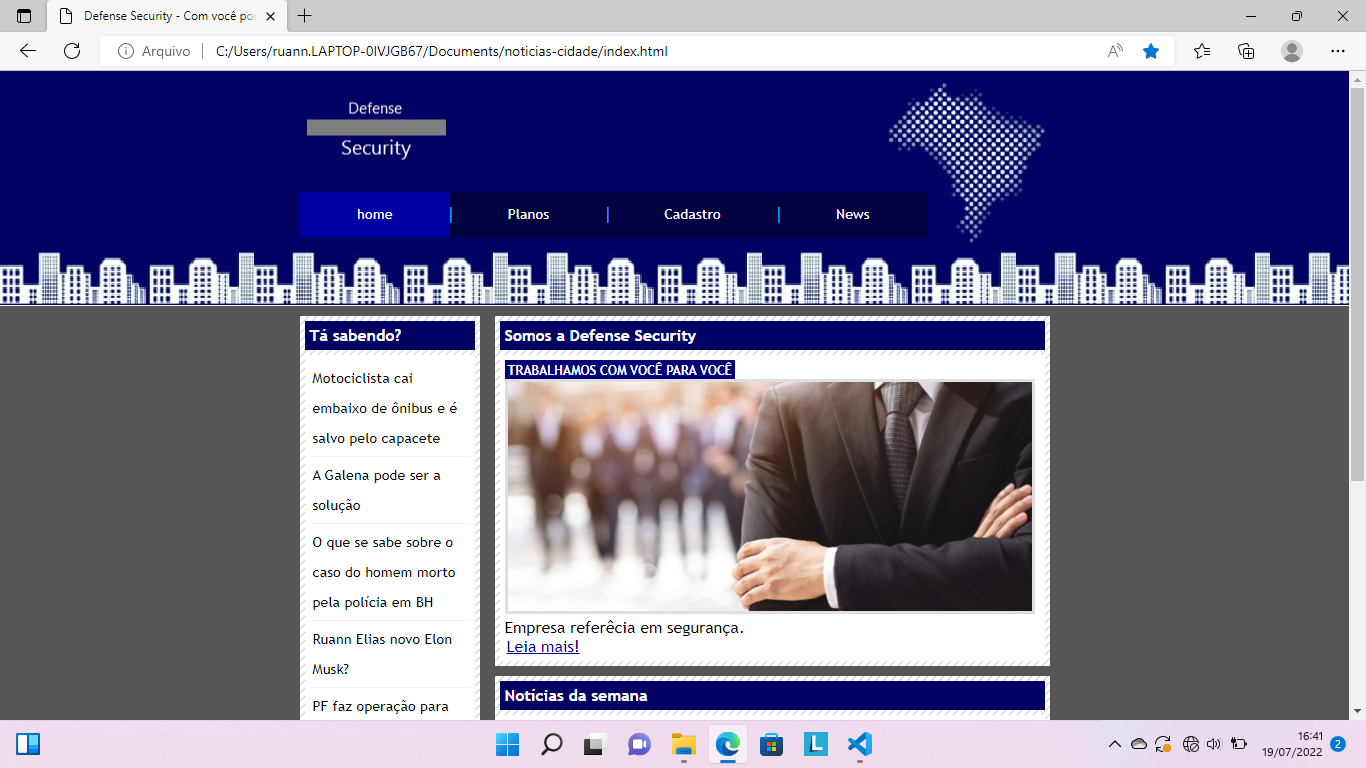 Defense Security - Com você po
Arquivo
C:/Users/ruann.LAPTOP-0IVJGB67/Documents/noticias-cidade/index.html
Defense
Security
home
Planos
Cadastro
News
Tá sabendo?
Motociclista cai
embaixo de ônibus e é
salvo pelo capacete
A Galena pode ser a
solução
O que se sabe sobre o
caso do homem morto
pela polícia em BH
Ruann Elias novo Elon
Musk?
PF faz operação para
Somos a Defense Security
TRABALHAMOS COM VOCÊ PARA VOCÊ
Empresa referêcia em segurança.
Leia mais!
Notícias da semana
16:41
19/07/2022
2